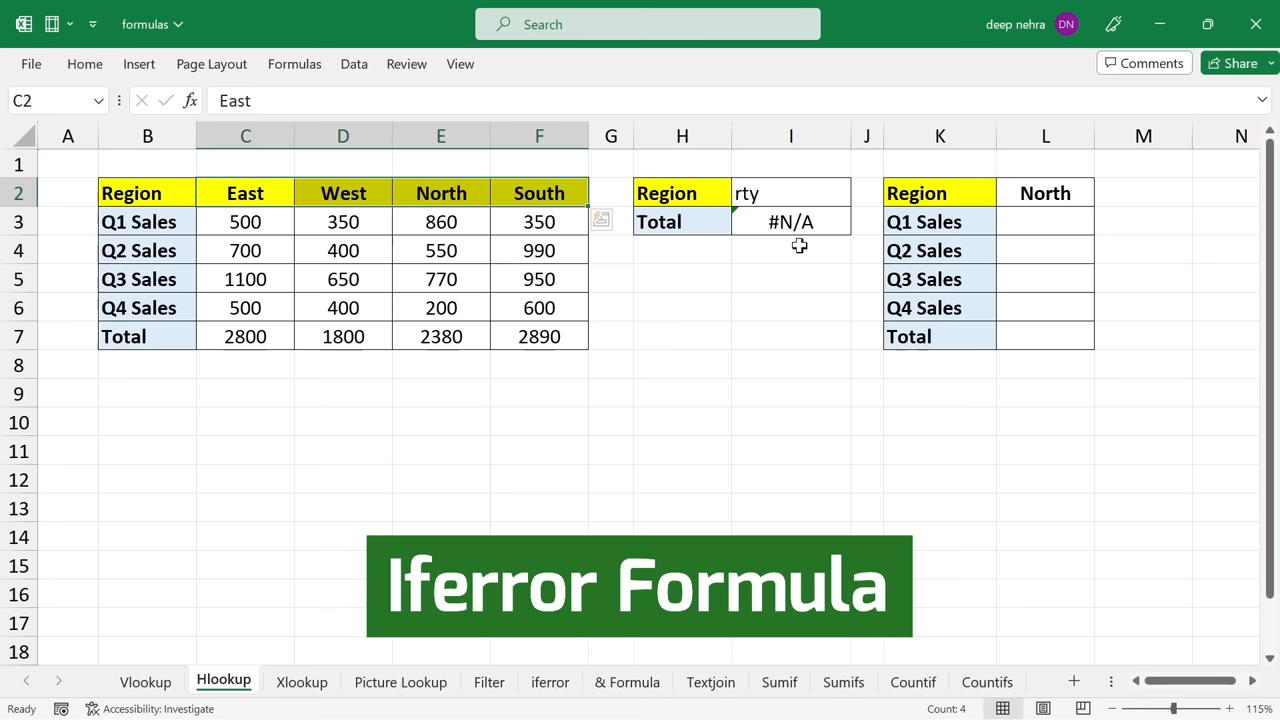 formulas
Search
deep nehra DN
File Home Insert Page Layout Formulas Data Review View
Comments Share
C2 fx East
A B C D E F G H I J K L M N
1
2 Region East West North South Region rty Region North
3 Q1 Sales 500 350 860 350 Total #N/A Q1 Sales
4 Q2 Sales 700 400 550 990 Q2 Sales
5 Q3 Sales 1100 650 770 950 Q3 Sales
6 Q4 Sales 500 400 200 600 Q4 Sales
7 Total 2800 1800 2380 2890 Total
8
9
10
11
12
13
14
15
16
17
18
Iferror Formula
Vlookup Hlookup Xlookup Picture Lookup Filter iferror & Formula Textjoin Sumif Sumifs Countif Countifs
Ready Accessibility: Investigate Count: 4 115%